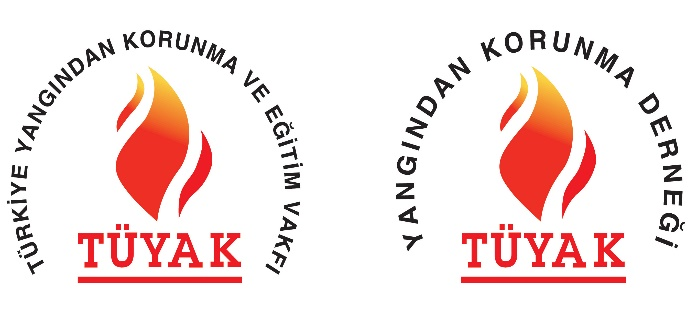 TÜRKİYE YANGINDAN KORUNMA VE EĞİTİM VAKFI
TÜYAK
YANGINDAN KORUNMA DERNEĞİ
TÜYAK